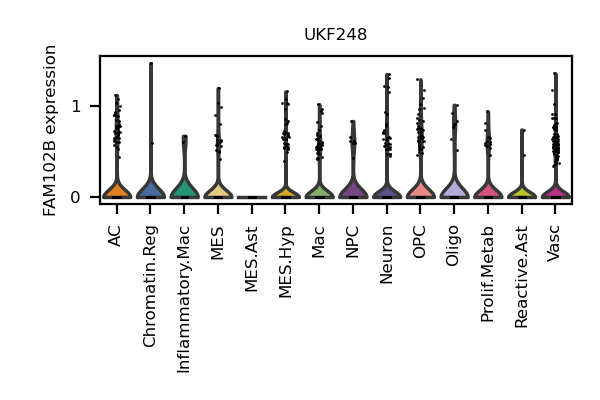 UKF248
FAM102B expression
1
0
AC
Chromatin.Reg
Inflammatory.Mac
MES
MES.Ast
MES.Hyp
Mac
NPC
Neuron
OPC
Oligo
Prolif.Metab
Reactive.Ast
Vasc